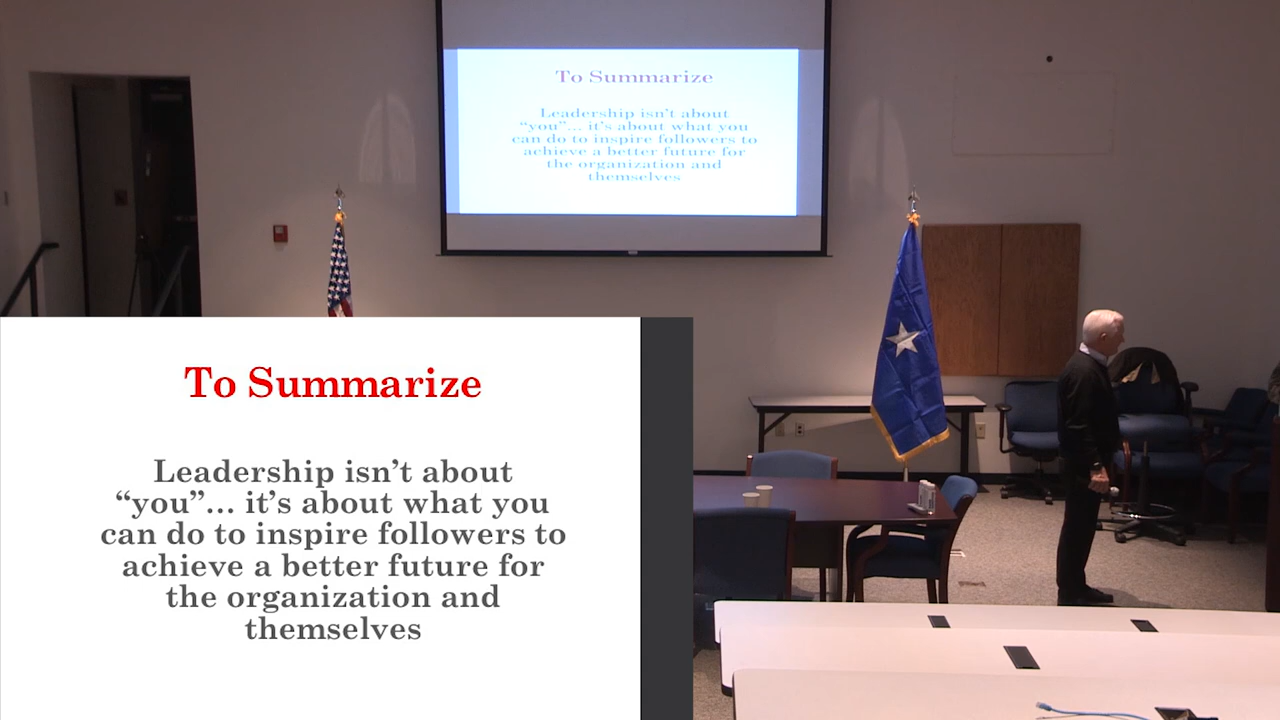 To Summarize
Leadership isn't about
“you”... it's about what you
can do to inspire followers to
achieve a better future for
the organization and
themselves
To Summarize
Leadership isn’t about
“you”… it’s about what you
can do to inspire followers to
achieve a better future for
the organization and
themselves